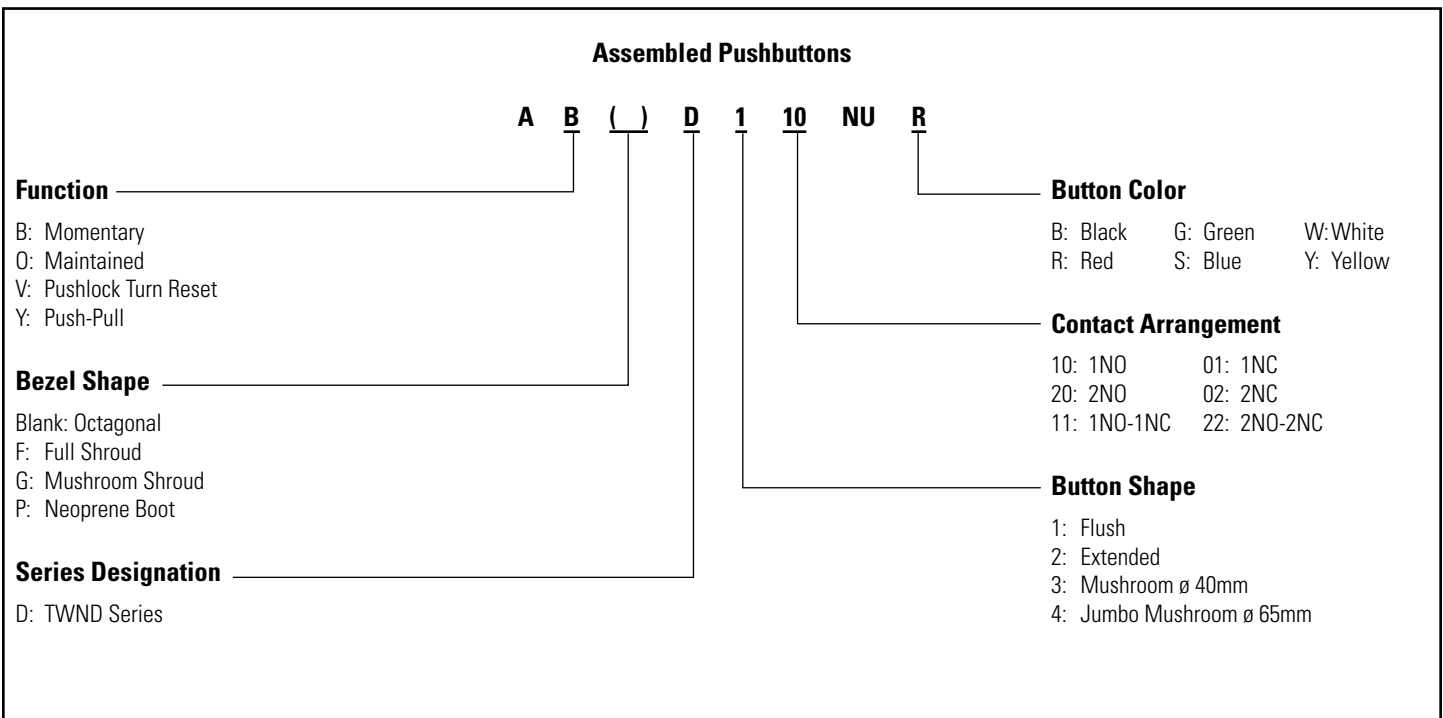 Assembled Pushbuttons
A B ( ) D 1 10 NU R
Function
B: Momentary
O: Maintained
V: Pushlock Turn Reset
Y: Push-Pull
Bezel Shape
Blank: Octagonal
F: Full Shroud
G: Mushroom Shroud
P: Neoprene Boot
Series Designation
D: TWND Series
Button Color
B: Black G: Green W: White
R: Red S: Blue Y: Yellow
Contact Arrangement
10: 1NO 01: 1NC
20: 2NO 02: 2NC
11: 1NO-1NC 22: 2NO-2NC
Button Shape
1: Flush
2: Extended
3: Mushroom ø 40mm
4: Jumbo Mushroom ø 65mm